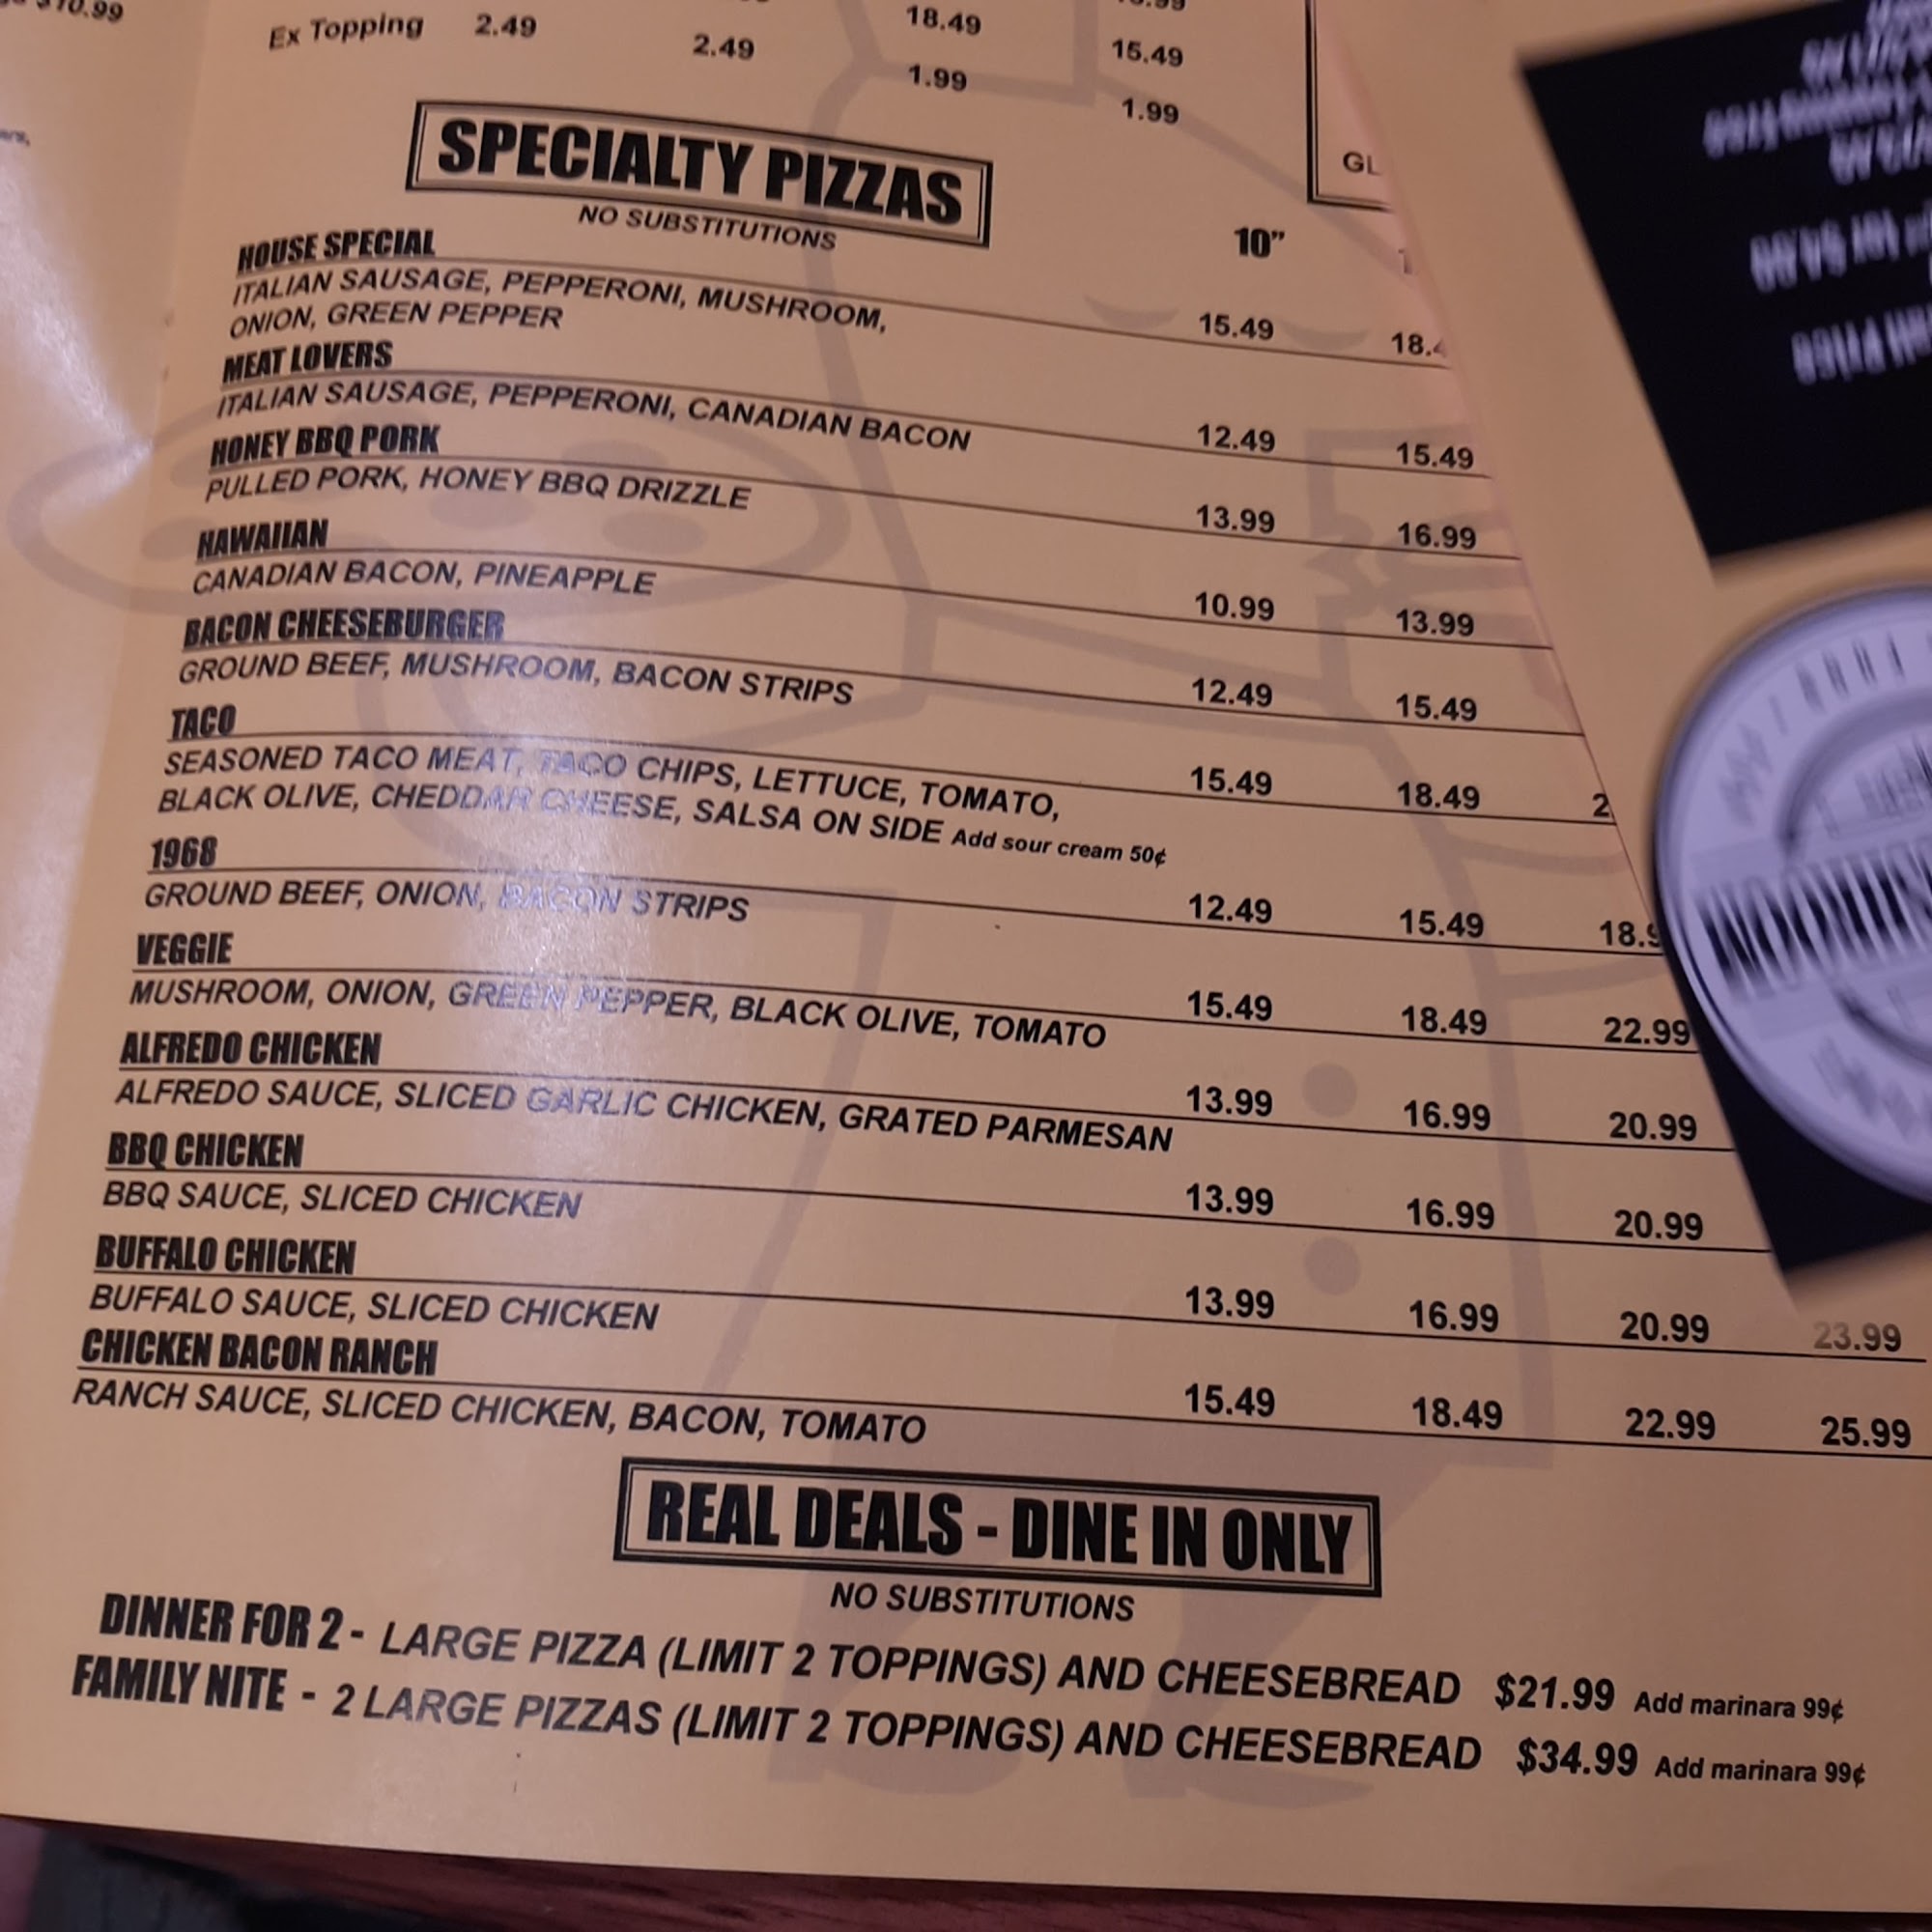 $10.99
18.49
15.49
Ex Topping 2.49 2.49 1.99 1.99
GL
SPECIALTY PIZZAS
NO SUBSTITUTIONS
10”
HOUSE SPECIAL 15.49 18.4
ITALIAN SAUSAGE, PEPPERONI, MUSHROOM,
ONION, GREEN PEPPER
MEAT LOVERS 12.49 15.49
ITALIAN SAUSAGE, PEPPERONI, CANADIAN BACON
HONEY BBQ PORK 13.99 16.99
PULLED PORK, HONEY BBQ DRIZZLE
HAWAIIAN 10.99 13.99
CANADIAN BACON, PINEAPPLE
BACON CHEESEBURGER 12.49 15.49
GROUND BEEF, MUSHROOM, BACON STRIPS
TACO 15.49 18.49 2
SEASONED TACO MEAT, TACO CHIPS, LETTUCE, TOMATO,
BLACK OLIVE, CHEDDAR CHEESE, SALSA ON SIDE Add sour cream 50¢
1968 12.49 15.49 18.9
GROUND BEEF, ONION, BACON STRIPS
VEGGIE 15.49 18.49 22.99
MUSHROOM, ONION, GREEN PEPPER, BLACK OLIVE, TOMATO
ALFREDO CHICKEN 13.99 16.99 20.99
ALFREDO SAUCE, SLICED GARLIC CHICKEN, GRATED PARMESAN
BBQ CHICKEN 13.99 16.99 20.99
BBQ SAUCE, SLICED CHICKEN
BUFFALO CHICKEN 13.99 16.99 20.99 23.99
BUFFALO SAUCE, SLICED CHICKEN
CHICKEN BACON RANCH 15.49 18.49 22.99 25.99
RANCH SAUCE, SLICED CHICKEN, BACON, TOMATO
REAL DEALS - DINE IN ONLY
NO SUBSTITUTIONS
DINNER FOR 2 - LARGE PIZZA (LIMIT 2 TOPPINGS) AND CHEESEBREAD $21.99 Add marinara 99¢
FAMILY NITE - 2 LARGE PIZZAS (LIMIT 2 TOPPINGS) AND CHEESEBREAD $34.99 Add marinara 99¢